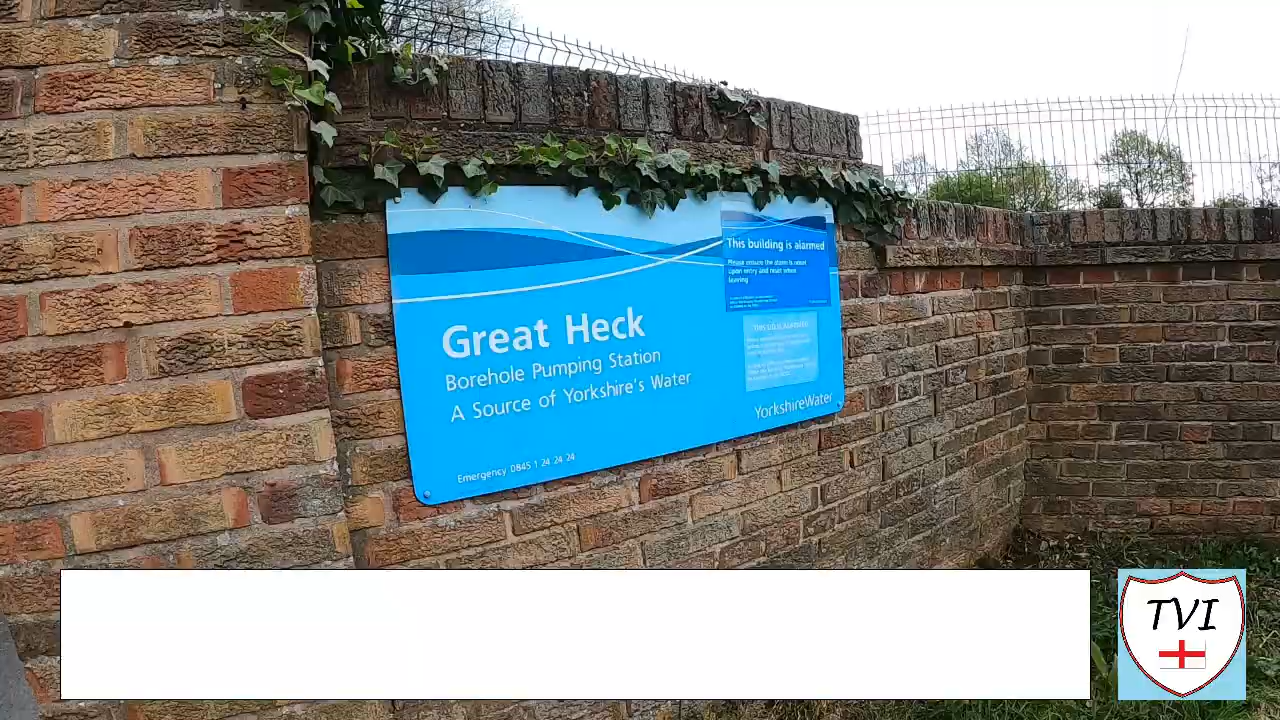 This building is alarmed
Please ensure the alarm is reset
upon entry and reset when
leaving
Great Heck
Borehole Pumping Station
A Source of Yorkshire's Water
YorkshireWater
Emergency 0845 1 24 24 24
TVI